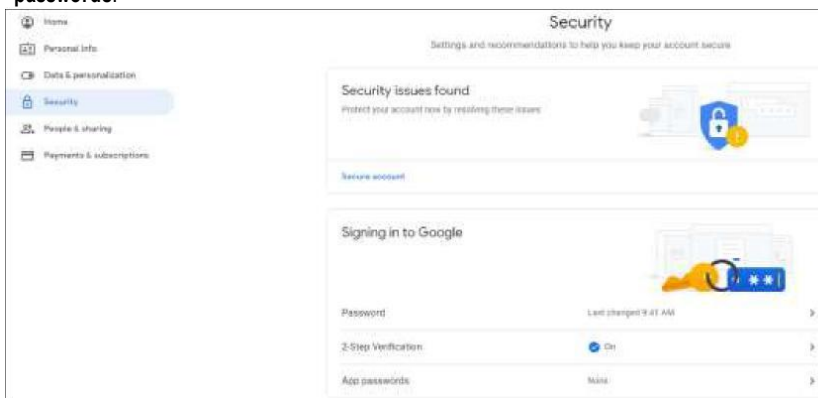 passwords.
Home
Security
Settings and recommendations to help you keep your account secure
Personal info
Data & personalization
Security issues found
Security
Protect your account now by resolving these issues
People & sharing
Payments & subscriptions
Secure account
Signing in to Google
Password Last changed 9:41 AM
2-Step Verification On
App passwords None